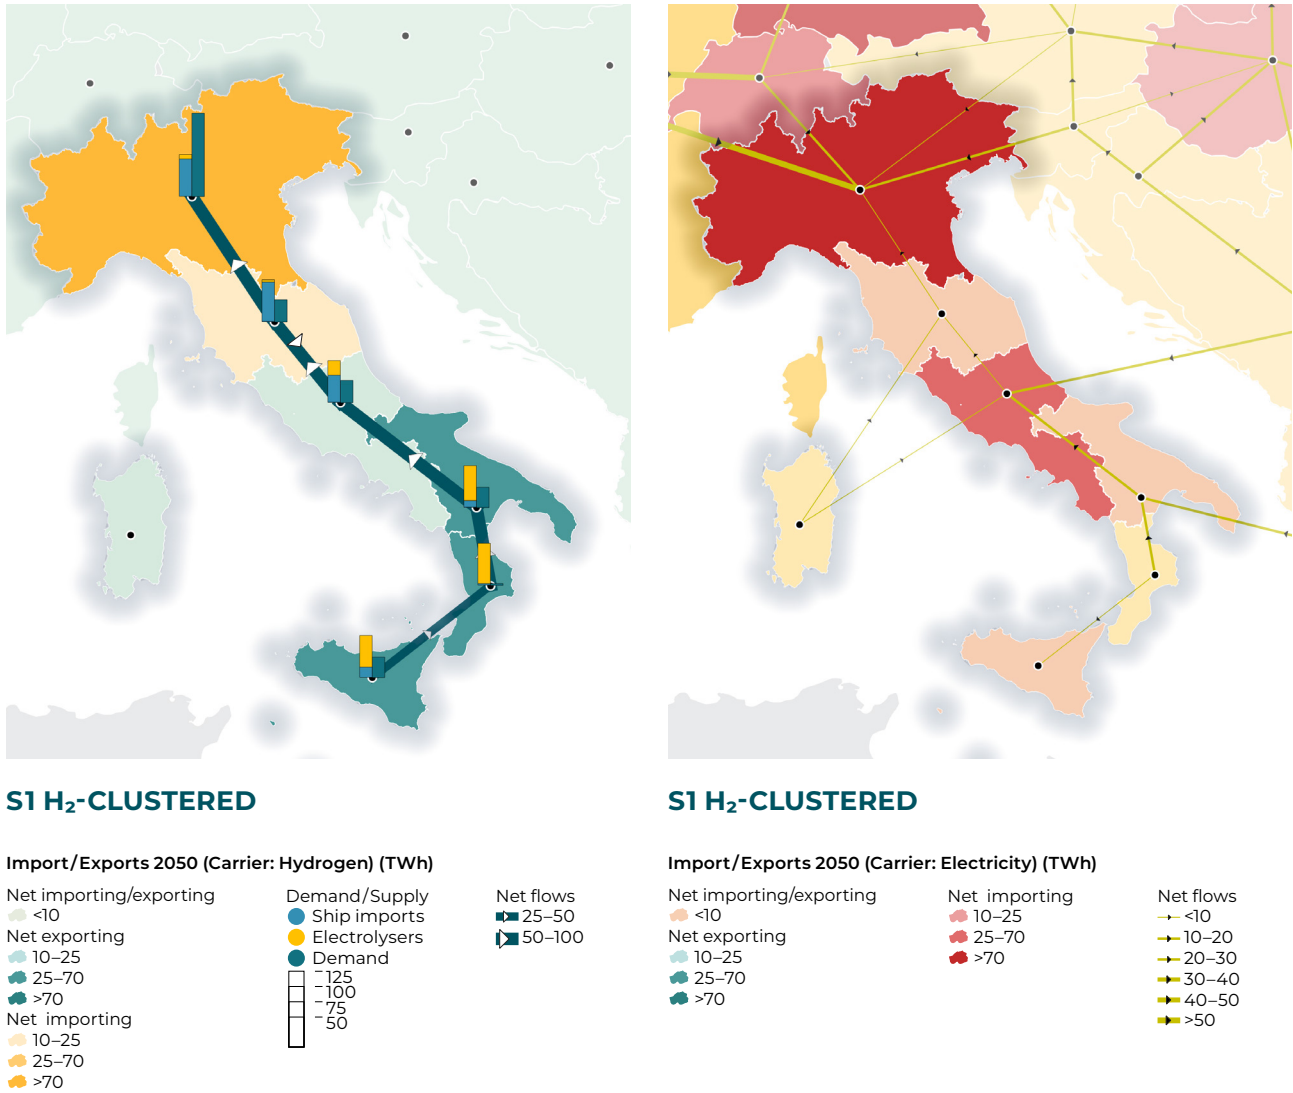 S1 H₂-CLUSTERED
Import/Exports 2050 (Carrier: Hydrogen) (TWh)
Net importing/exporting
<10
Net exporting
10–25
25–70
>70
Net importing
10–25
25–70
>70
Demand/Supply
Ship imports
Electrolysers
Demand
125
100
75
50
Net flows
25–50
50–100
S1 H₂-CLUSTERED
Import/Exports 2050 (Carrier: Electricity) (TWh)
Net importing/exporting
<10
Net exporting
10–25
25–70
>70
Net importing
10–25
25–70
>70
Net flows
<10
10–20
20–30
30–40
40–50
>50